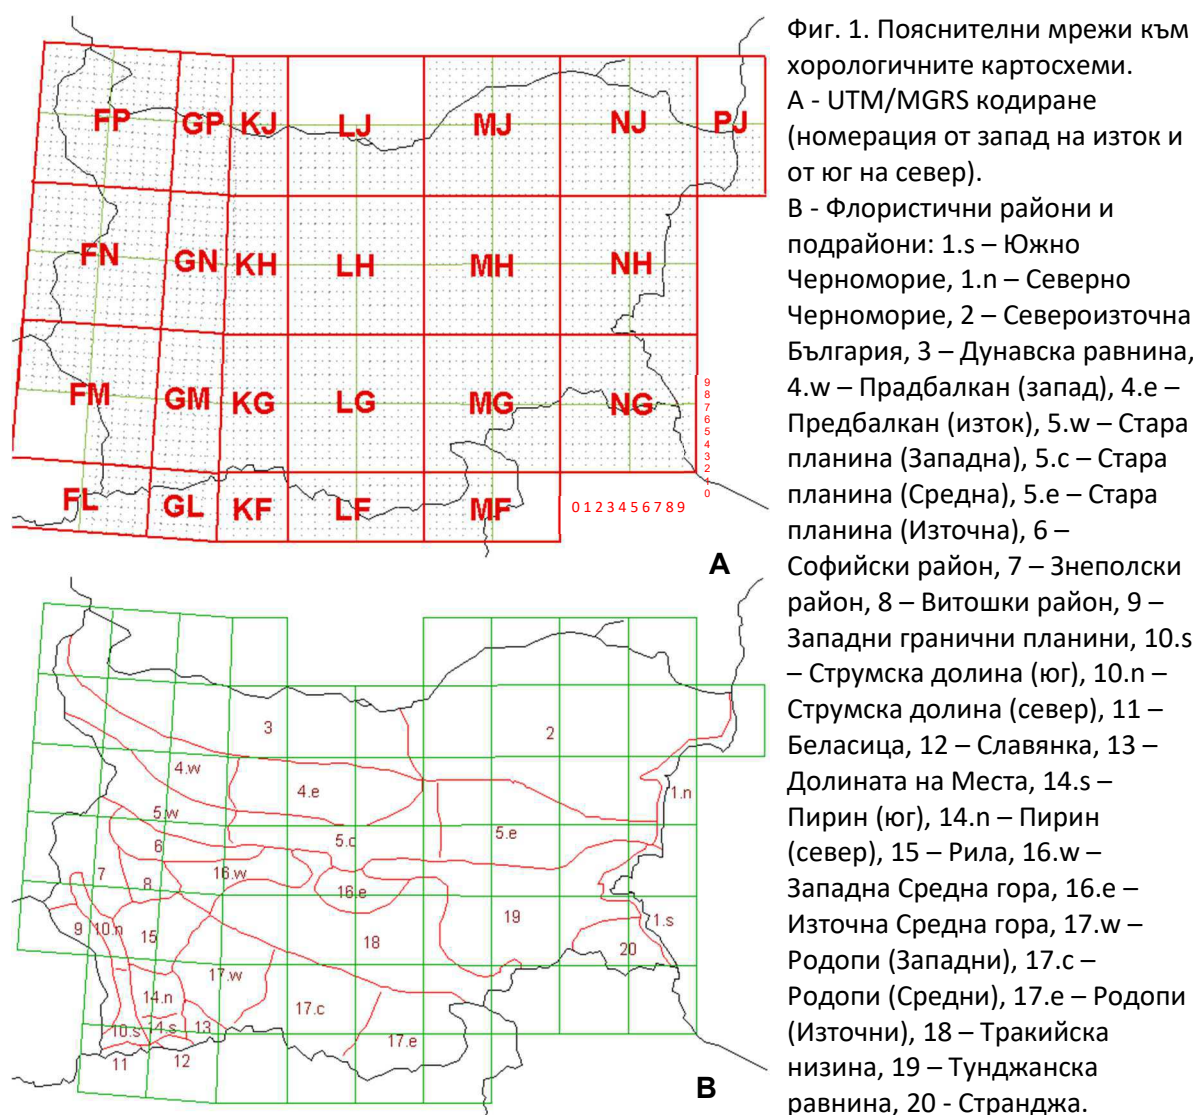 Фиг. 1. Пояснителни мрежи към
хорологичните картосхеми.
А - UTM/MGRS кодиране
(номерация от запад на изток и
от юг на север).
В - Флористични райони и
подрайони: 1.s – Южно
Черноморие, 1.n – Северно
Черноморие, 2 – Североизточна
България, 3 – Дунавска равнина,
4.w – Прадбалкан (запад), 4.e –
Предбалкан (изток), 5.w – Стара
планина (Западна), 5.c – Стара
планина (Средна), 5.e – Стара
планина (Източна), 6 –
Софийски район, 7 – Знеполски
район, 8 – Витошки район, 9 –
Западни гранични планини, 10.s
– Струмска долина (юг), 10.n –
Струмска долина (север), 11 –
Беласица, 12 – Славянка, 13 –
Долината на Места, 14.s –
Пирин (юг), 14.n – Пирин
(север), 15 – Рила, 16.w –
Западна Средна гора, 16.e –
Източна Средна гора, 17.w –
Родопи (Западни), 17.c –
Родопи (Средни), 17.e – Родопи
(Източни), 18 – Тракийска
низина, 19 – Тунджанска
равнина, 20 - Странджа.
FP GP KJ LJ MJ NJ PJ
FN GN KH LH MH NH
FM GM KG LG MG NG
FL GL KF LF MF
9
8
7
6
5
4
3
2
1
0
0 1 2 3 4 5 6 7 8 9
A
3 2
4.w 4.e 1.n
5.w 5.c 5.e
6
7 8 16.w 16.e
9 10.n 15 18 19 1.s
20
17.w
14.n 17.c
10.s 14.s 13 17.e
11 12
B